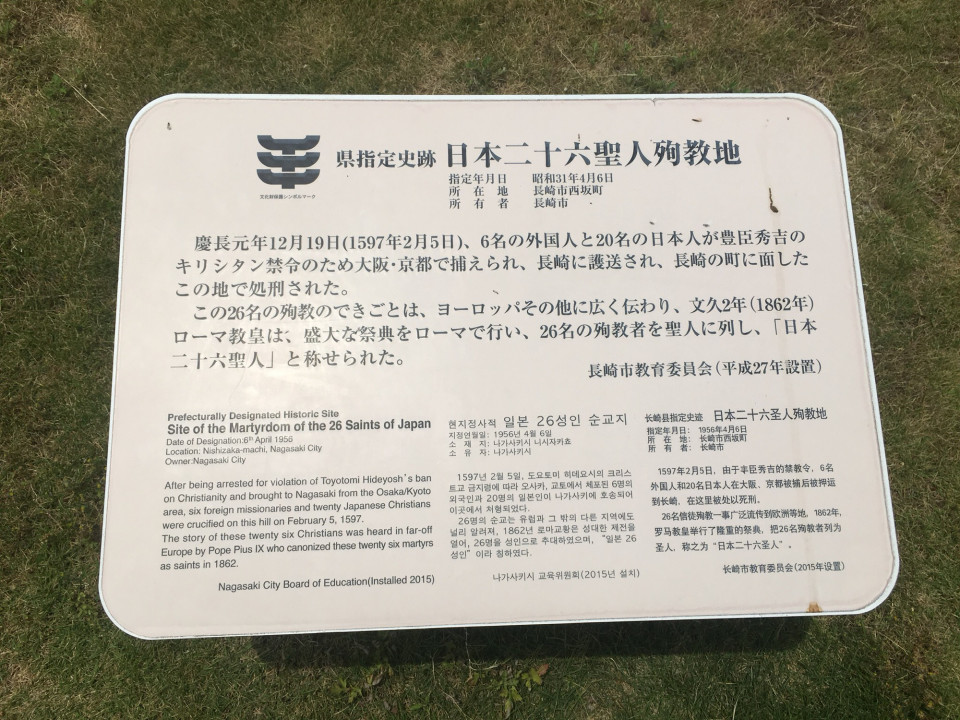 文化財保護シンボルマーク
県指定史跡 日本二十六聖人殉教地
指定年月日 昭和31年4月6日
所在地 長崎市西坂町
所有者 長崎市
慶長元年12月19日(1597年2月5日)、6名の外国人と20名の日本人が豊臣秀吉の
キリシタン禁令のため大阪・京都で捕えられ、長崎に護送され、長崎の町に面した
この地で処刑された。
この26名の殉教のできごとは、ヨーロッパその他に広く伝わり、文久2年(1862年)
ローマ教皇は、盛大な祭典をローマで行い、26名の殉教者を聖人に列し、「日本
二十六聖人」と称せられた。
長崎市教育委員会(平成27年設置)
Prefecturally Designated Historic Site
Site of the Martyrdom of the 26 Saints of Japan
Date of Designation:6th April 1956
Location: Nishizaka-machi, Nagasaki City
Owner:Nagasaki City
After being arrested for violation of Toyotomi Hideyosh's ban
on Christianity and brought to Nagasaki from the Osaka/Kyoto
area, six foreign missionaries and twenty Japanese Christians
were crucified on this hill on February 5, 1597.
The story of these twenty six Christians was heard in far-off
Europe by Pope Pius IX who canonized these twenty six martyrs
as saints in 1862.
Nagasaki City Board of Education(Installed 2015)
현지정사적 일본 26성인 순교지
지정연월일: 1956년 4월 6일
소 재 지: 나가사키시 니시자카쵸
소 유 자: 나가사키시
1597년 2월 5일, 도요토미 히데요시의 크리스
트교 금지령에 따라 오사카, 교토에서 체포된 6명의
외국인과 20명의 일본인이 나가사키에 호송되어
이곳에서 처형되었다.
26명의 순교는 유럽과 그 밖의 다른 지역에도
널리 알려져, 1862년 로마교황은 성대한 제전을
열어, 26명을 성인으로 추대하였으며, “일본 26
성인”이라 칭하였다.
나가사키시 교육위원회(2015년 설치)
长崎县指定史迹 日本二十六圣人殉教地
指定年月日: 1956年4月6日
所在地: 长崎市西坂町
所有者: 长崎市
1597年2月5日,由于丰臣秀吉的禁教令,6名
外国人和20名日本人在大阪、京都被捕后被押运
到长崎,在这里被处以死刑。
26名信徒殉教一事广泛流传到欧洲等地,1862年,
罗马教皇举行了隆重的祭典,把26名殉教者列为
圣人,称之为“日本二十六圣人”。
长崎市教育委员会(2015年设置)